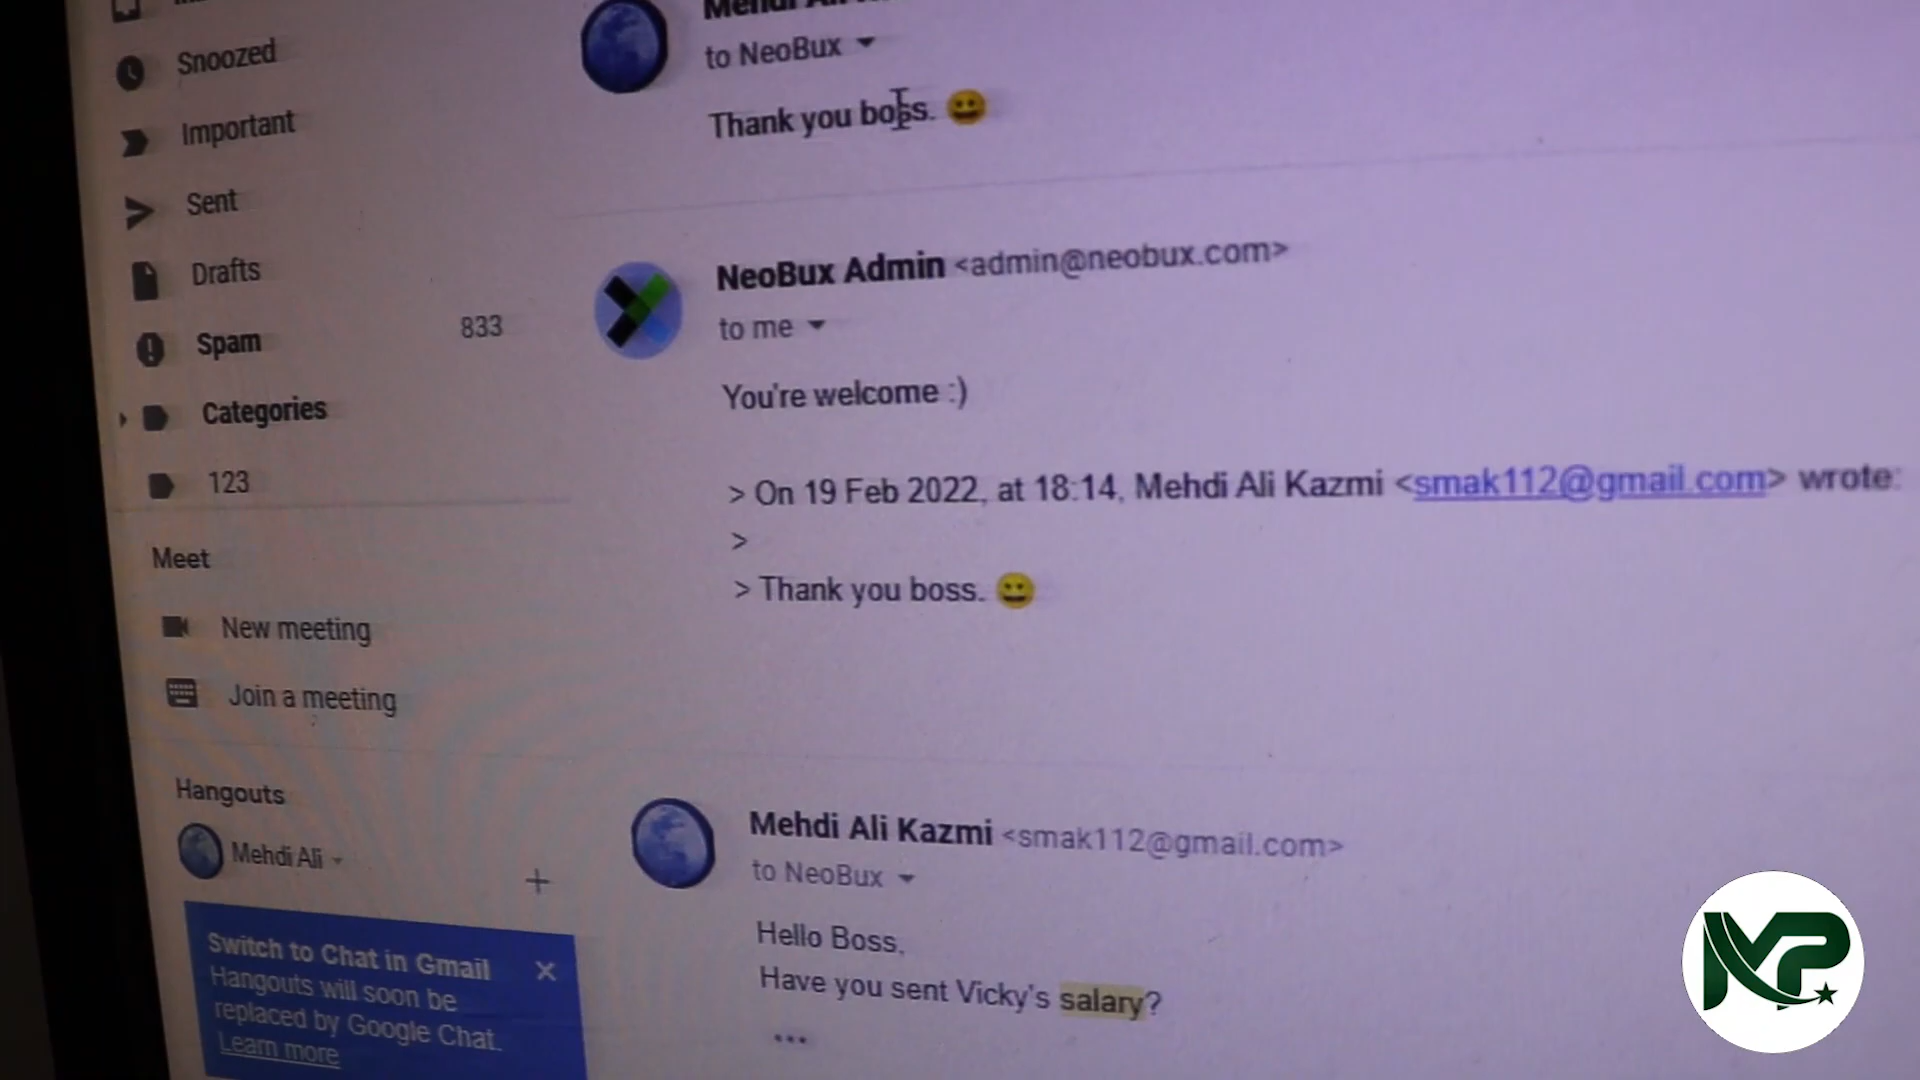 Snoozed
Important
Sent
Drafts
Spam 833
Categories
123
Meet
New meeting
Join a meeting
Hangouts
Mehdi Ali
Switch to Chat in Gmail
Hangouts will soon be
replaced by Google Chat.
Learn more
to NeoBux
Thank you boss. 😀
NeoBux Admin <admin@neobux.com>
to me
You're welcome :)
> On 19 Feb 2022, at 18:14, Mehdi Ali Kazmi <smak112@gmail.com> wrote:
>
> Thank you boss. 😀
Mehdi Ali Kazmi <smak112@gmail.com>
to NeoBux
Hello Boss,
Have you sent Vicky's salary?
...